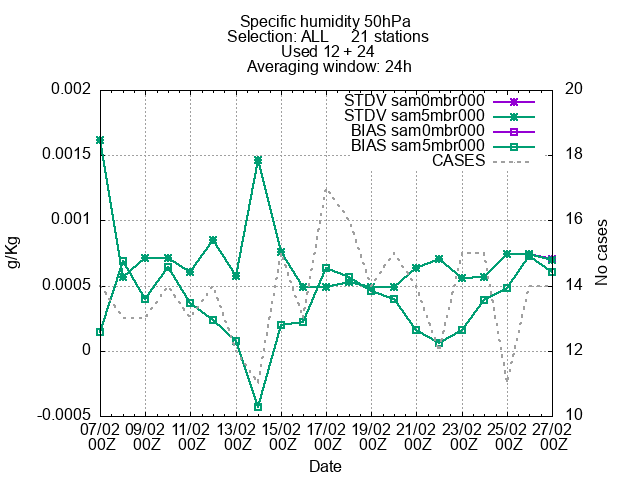 Specific humidity 50hPa
Selection: ALL     21 stations
Used 12 + 24
Averaging window: 24h
0.002
0.0015
0.001
0.0005
0
-0.0005
g/Kg
STDV sam0mbr000
STDV sam5mbr000
BIAS sam0mbr000
BIAS sam5mbr000
CASES
20
18
16
14
12
10
No cases
07/02 09/02 11/02 13/02 15/02 17/02 19/02 21/02 23/02 25/02 27/02
00Z 00Z 00Z 00Z 00Z 00Z 00Z 00Z 00Z 00Z 00Z
Date